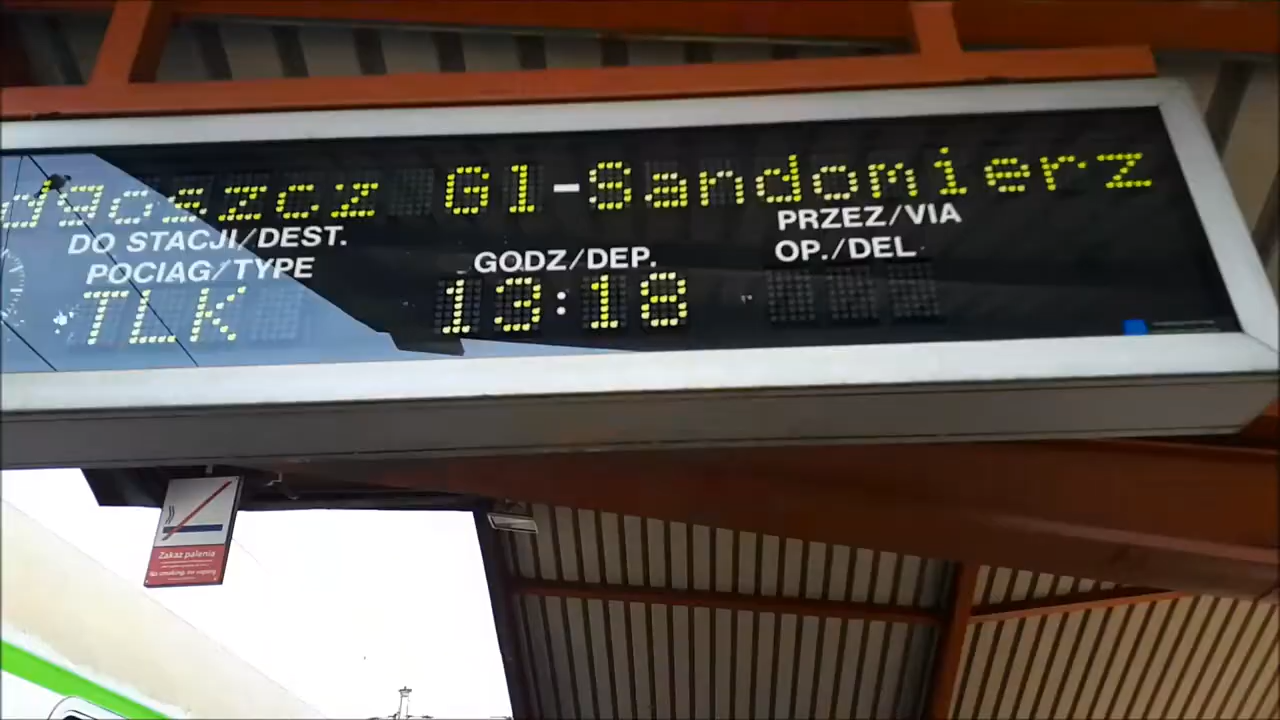 dgoszcz G1-Sandomierz
DO STACJI/DEST.
PRZEZ/VIA
POCIĄG/TYPE
GODZ/DEP.
OP./DEL
TLK
13:18
Zakaz palenia
No smoking, no vaping